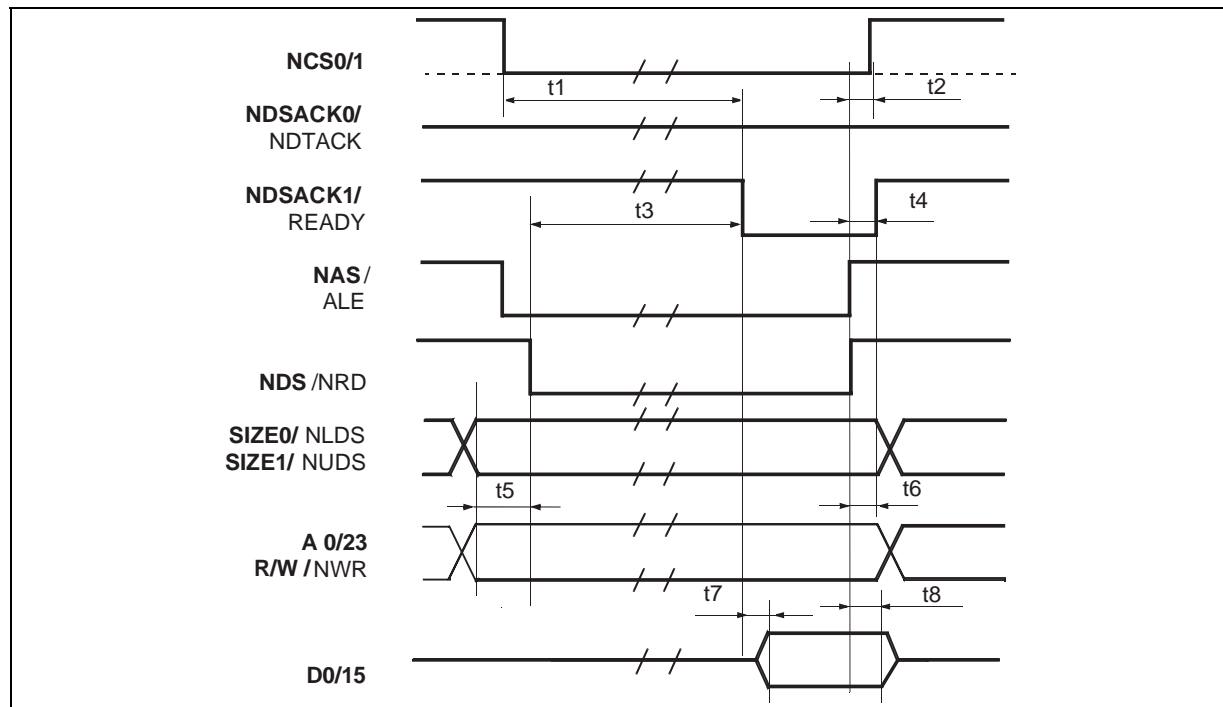 NCS0/1
t1
t2
NDSACK0/
NDTACK
NDSACK1/
READY
t3
t4
NAS /
ALE
NDS /NRD
SIZE0/ NLDS
SIZE1/ NUDS
t5
t6
A 0/23
R/W / NWR
t7
t8
D0/15